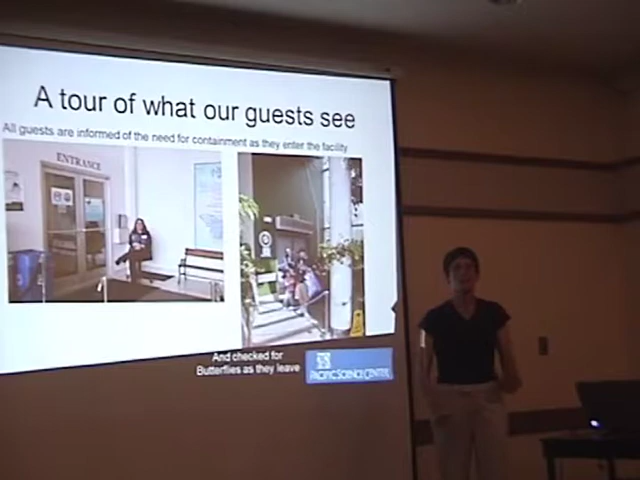 A tour of what our guests see
All guests are informed of the need for containment as they enter the facility
ENTRANCE
And checked for
Butterflies as they leave
PACIFIC SCIENCE CENTER